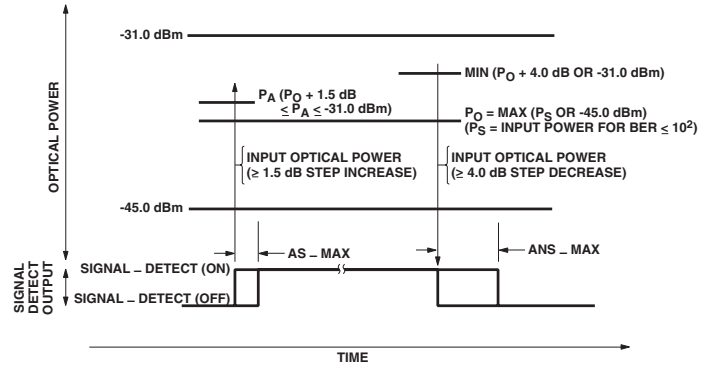 -31.0 dBm
MIN (PO + 4.0 dB OR -31.0 dBm)
PA (PO + 1.5 dB
≤ PA ≤ -31.0 dBm)
PO = MAX (PS OR -45.0 dBm)
(PS = INPUT POWER FOR BER ≤ 10²)
INPUT OPTICAL POWER
(≥ 1.5 dB STEP INCREASE)
INPUT OPTICAL POWER
(≥ 4.0 dB STEP DECREASE)
OPTICAL POWER
-45.0 dBm
AS – MAX
ANS – MAX
SIGNAL – DETECT (ON)
SIGNAL – DETECT (OFF)
SIGNAL
DETECT
OUTPUT
TIME